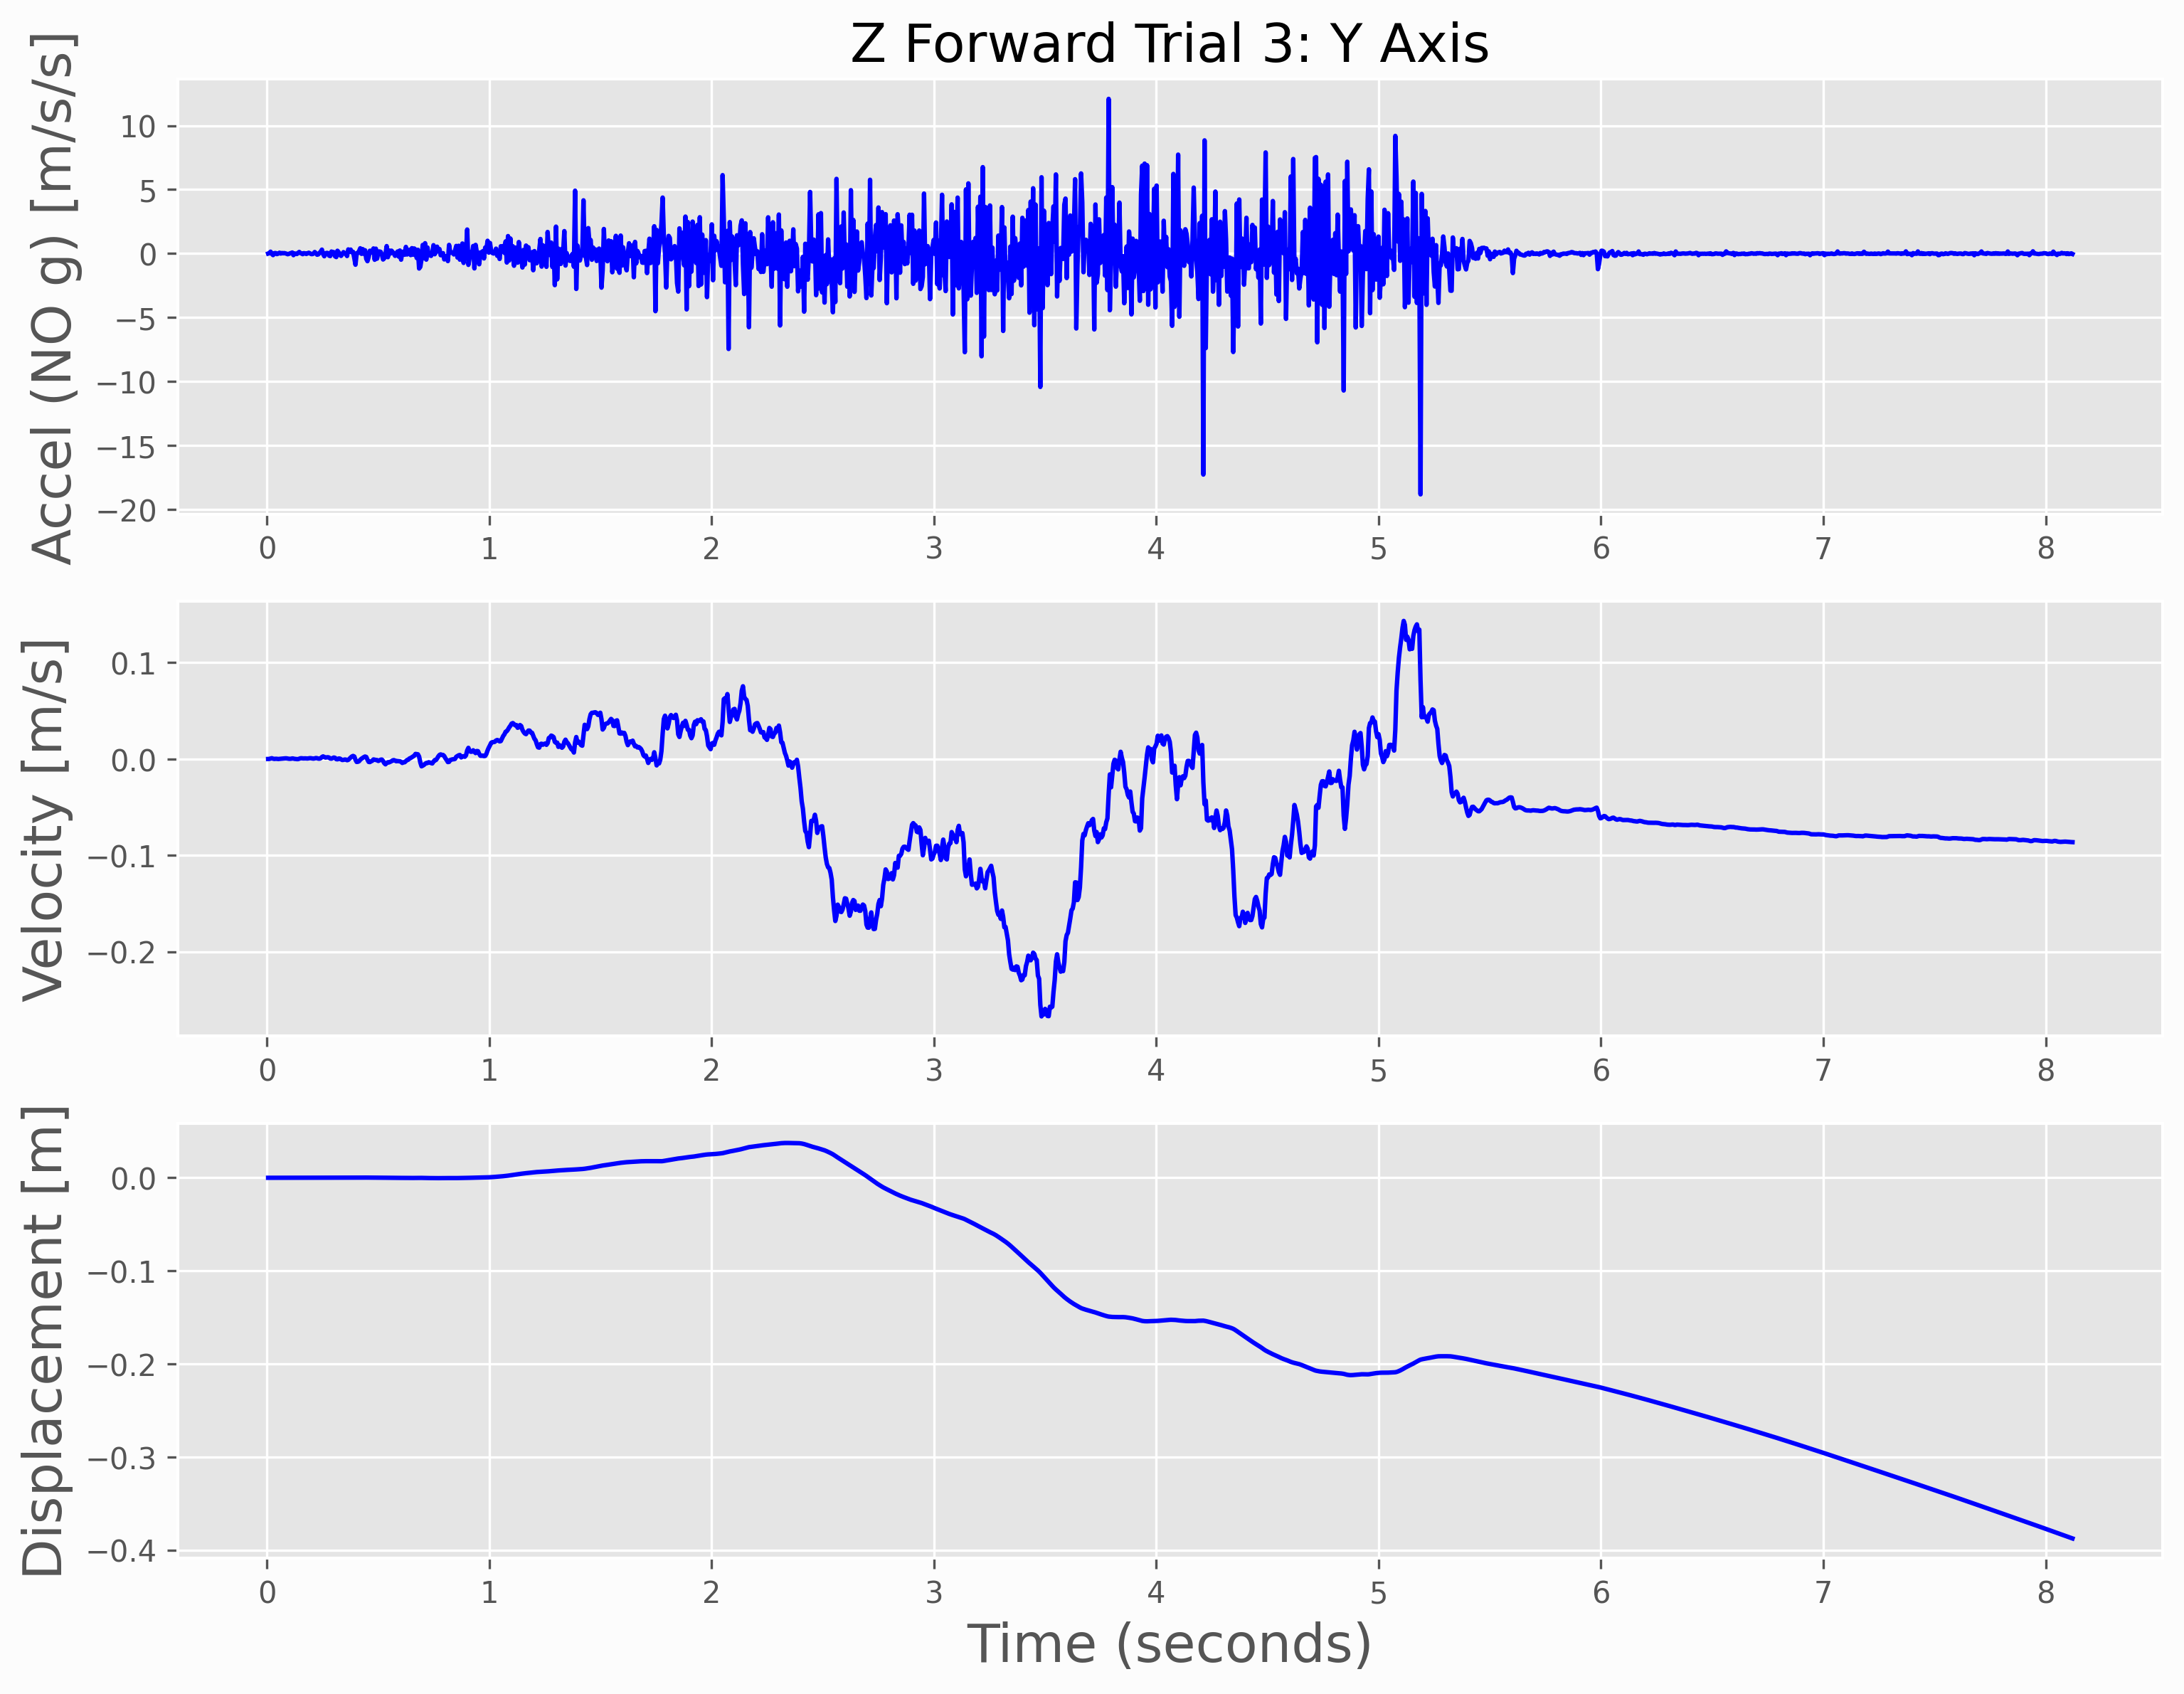 Z Forward Trial 3: Y Axis
Accel (NO g) [m/s/s]
10
5
0
−5
−10
−15
−20
0 1 2 3 4 5 6 7 8
Velocity [m/s]
0.1
0.0
−0.1
−0.2
0 1 2 3 4 5 6 7 8
Displacement [m]
0.0
−0.1
−0.2
−0.3
−0.4
0 1 2 3 4 5 6 7 8
Time (seconds)